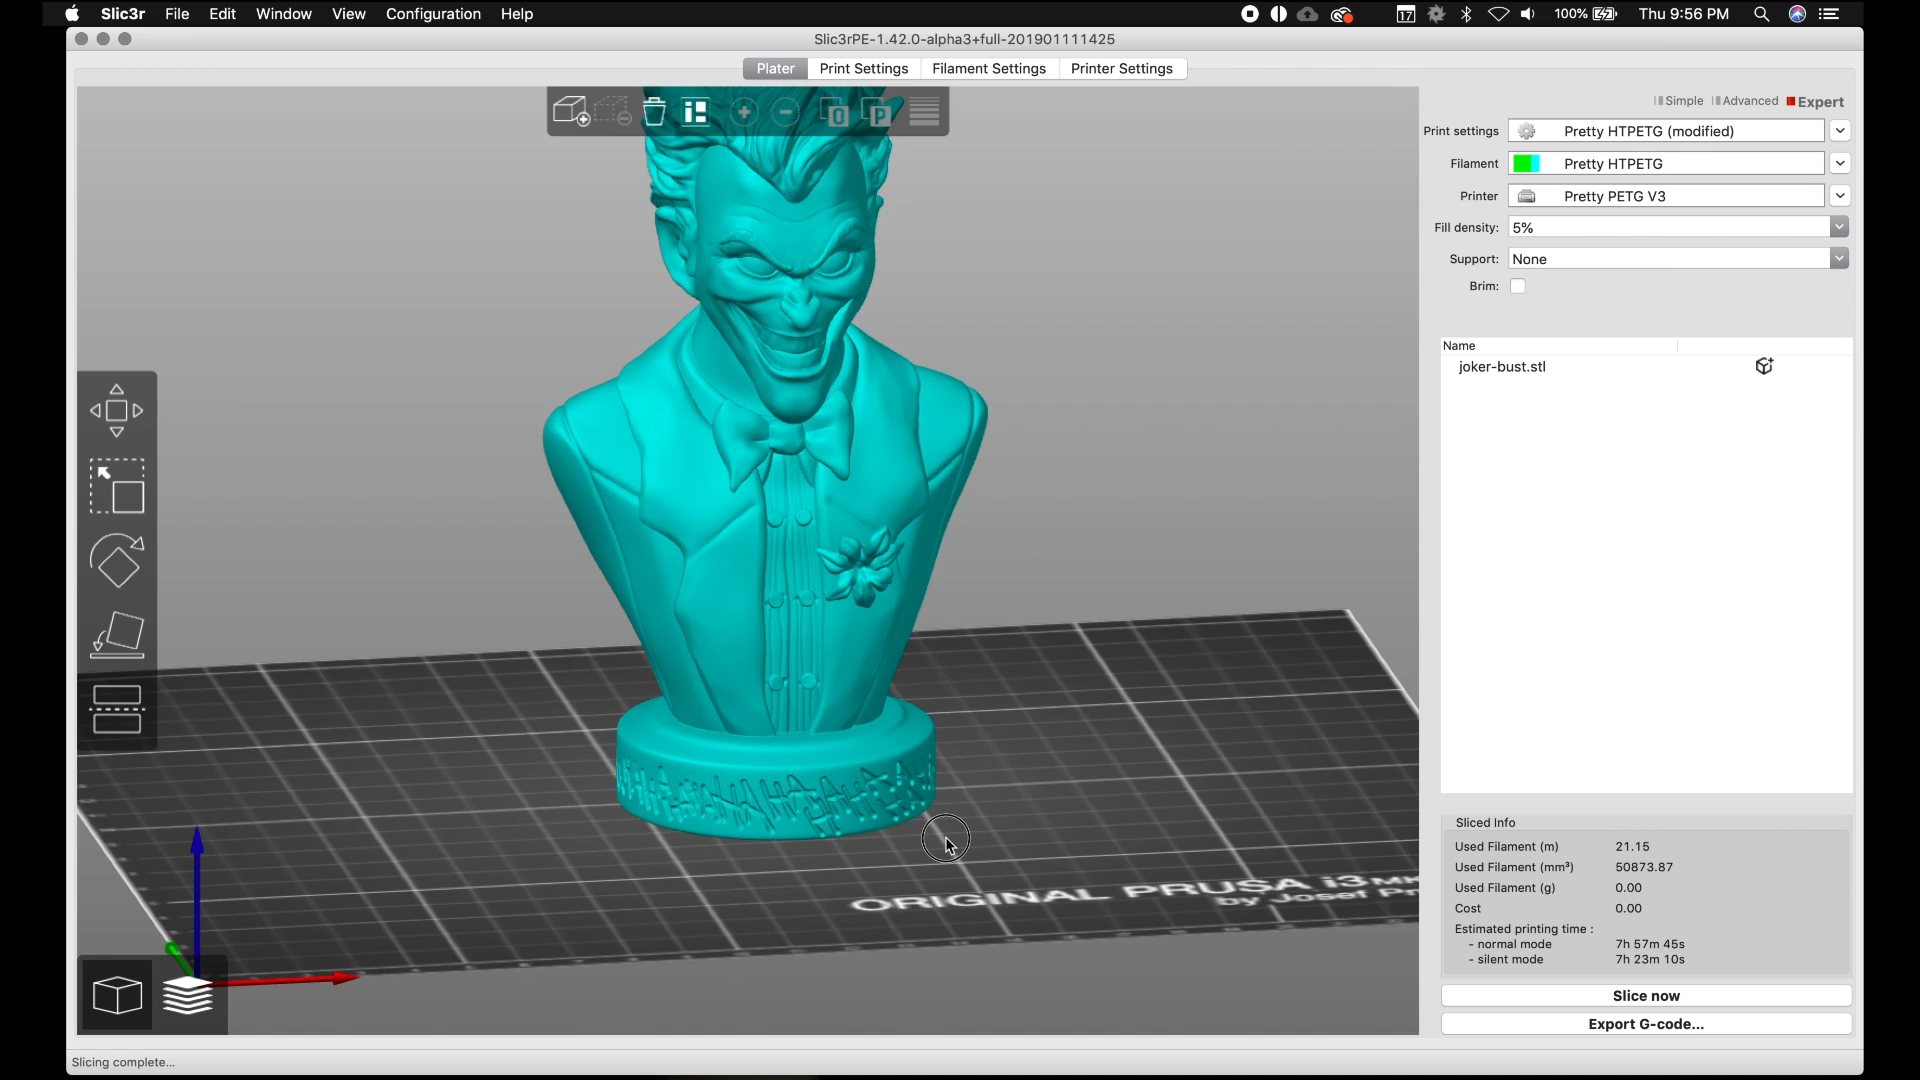 Slic3r File Edit Window View Configuration Help
17
100%
Thu 9:56 PM
Slic3rPE-1.42.0-alpha3+full-201901111425
Plater Print Settings Filament Settings Printer Settings
Simple Advanced Expert
Print settings Pretty HTPETG (modified)
Filament Pretty HTPETG
Printer Pretty PETG V3
Fill density: 5%
Support: None
Brim:
Name
joker-bust.stl
O
P
ORIGINAL PRUSA i3
by Josef
Sliced Info
Used Filament (m) 21.15
Used Filament (mm³) 50873.87
Used Filament (g) 0.00
Cost 0.00
Estimated printing time :
- normal mode 7h 57m 45s
- silent mode 7h 23m 10s
Slice now
Export G-code...
Slicing complete...